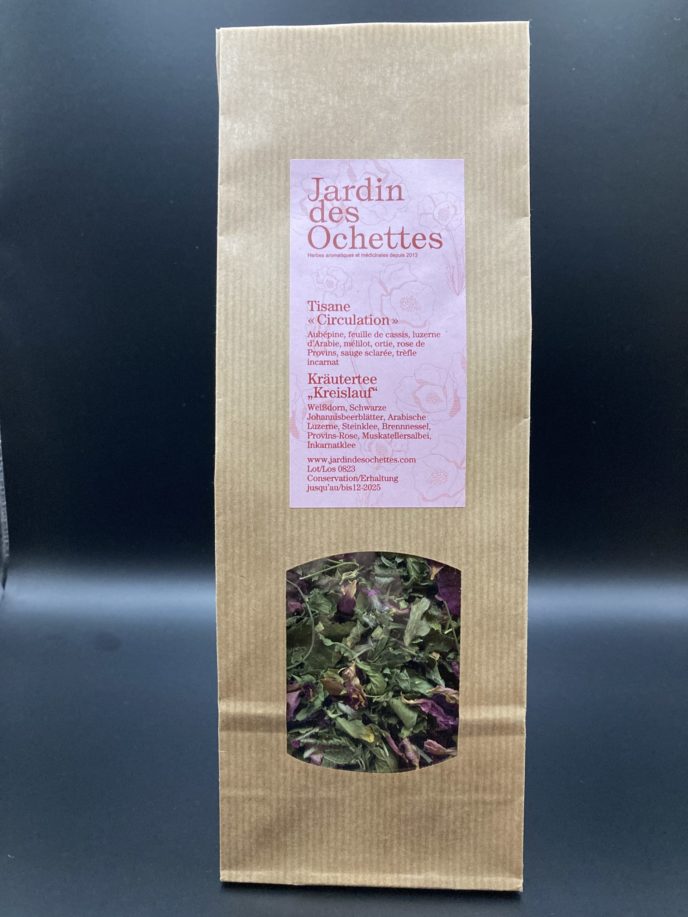 Jardin
des
Ochettes
Herbes aromatiques et médicinales depuis 2013
Tisane
« Circulation »
Aubépine, feuille de cassis, luzerne
d'Arabie, mélilot, ortie, rose de
Provins, sauge sclarée, trèfle
incarnat
Kräutertee
„Kreislauf“
Weißdorn, Schwarze
Johannisbeerblätter, Arabische
Luzerne, Steinklee, Brennnessel,
Provins-Rose, Muskatellersalbei,
Inkarnatklee
www.jardindesochettes.com
Lot/Los 0823
Conservation/Erhaltung
jusqu'au/bis12-2025